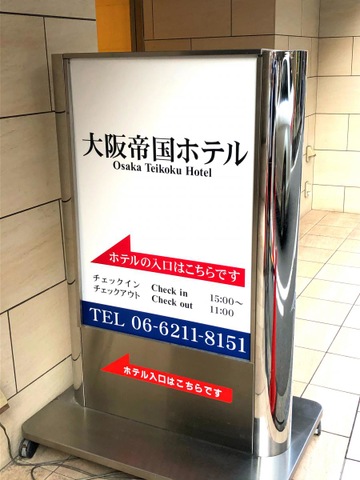 大阪帝国ホテル
Osaka Teikoku Hotel
ホテルの入口はこちらです
チェックイン Check in 15:00~
チェックアウト Check out 11:00
TEL 06-6211-8151
ホテル入口はこちらです